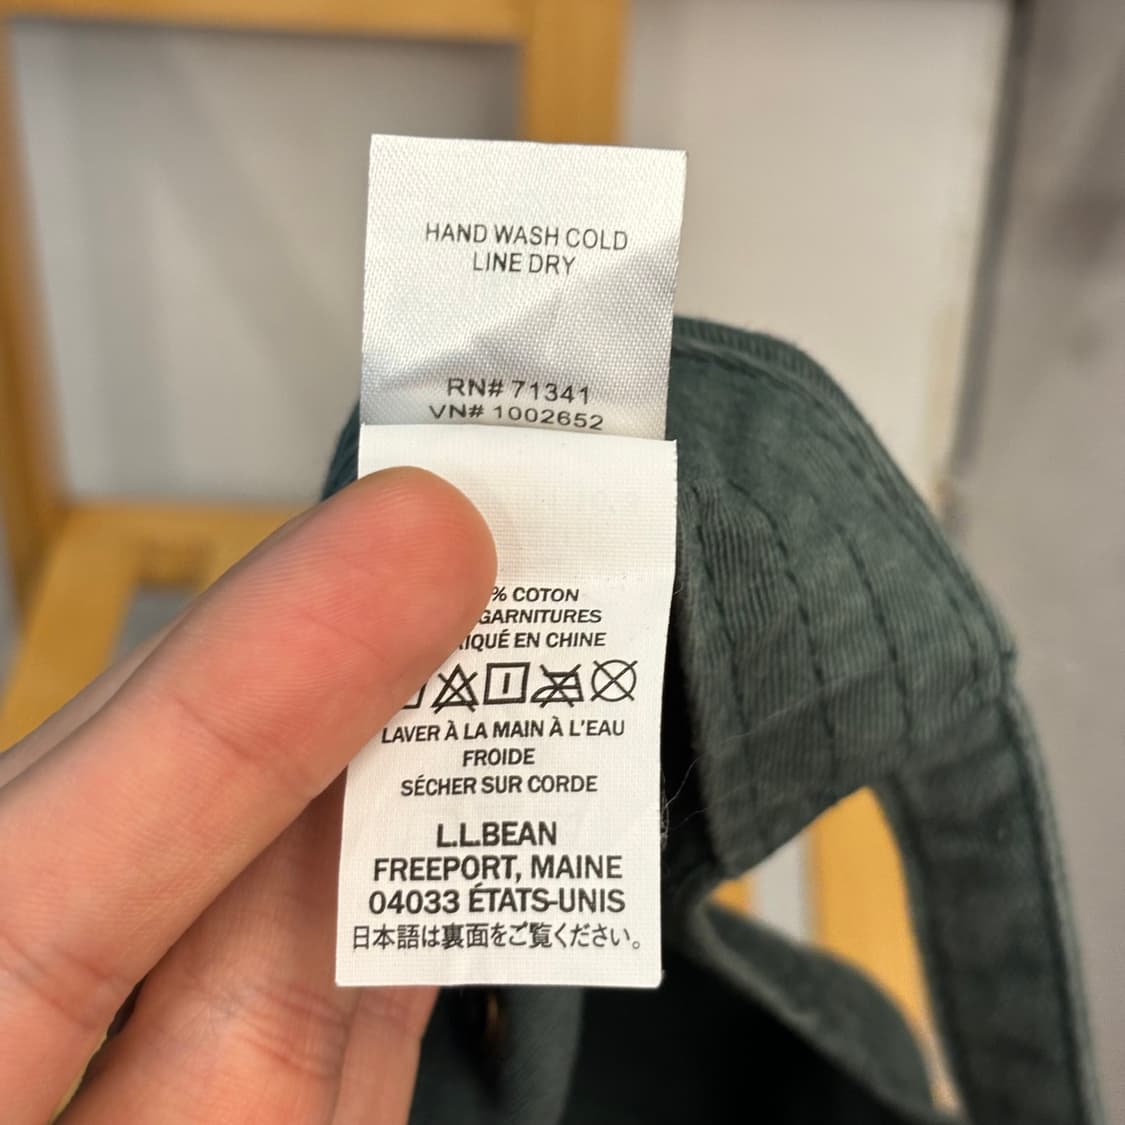 HAND WASH COLD
LINE DRY
RN# 71341
VN# 1002652
% COTON
GARNITURES
IQUÉ EN CHINE
LAVER À LA MAIN À L'EAU
FROIDE
SÉCHER SUR CORDE
L.L.BEAN
FREEPORT, MAINE
04033 ÉTATS-UNIS
日本語は裏面をご覧ください。